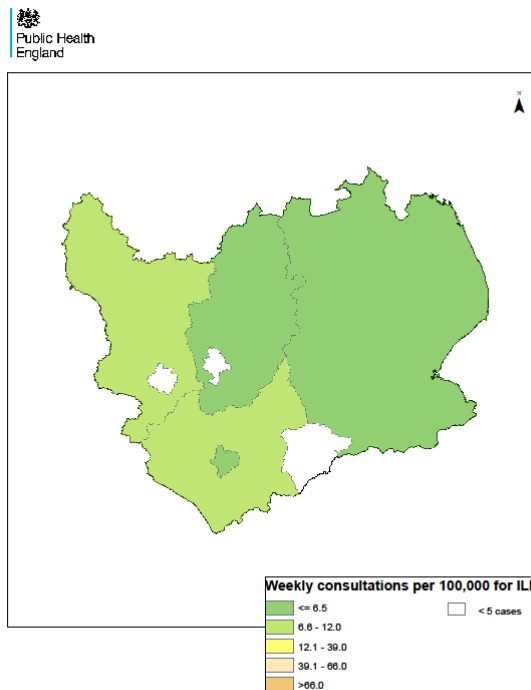 Public Health
England
N
Weekly consultations per 100,000 for ILI
<= 6.5
< 5 cases
6.6 - 12.0
12.1 - 39.0
39.1 - 66.0
>66.0